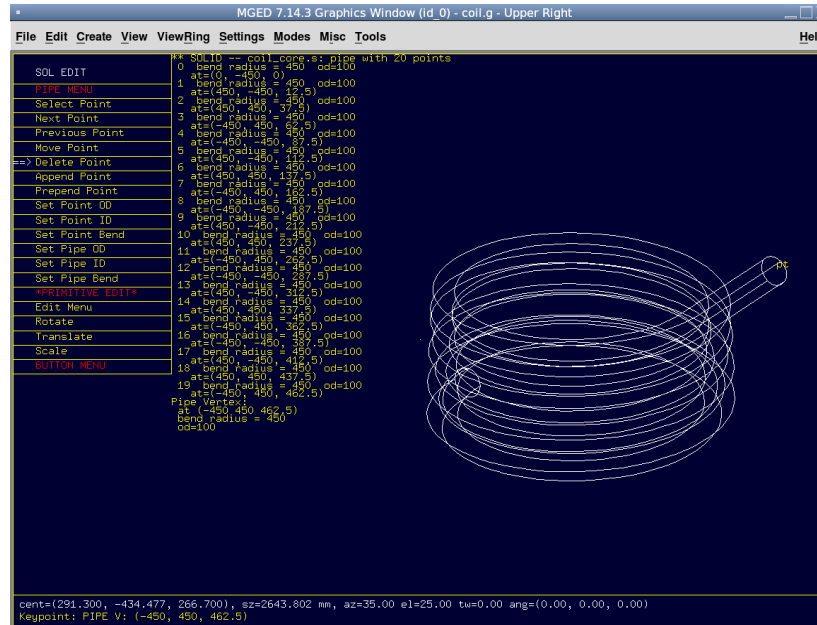 MGED 7.14.3 Graphics Window (id_0) - coil.g - Upper Right
File Edit Create View ViewRing Settings Modes Misc Tools Hel
SOL EDIT
PIPE MENU
Select Point
Next Point
Previous Point
Move Point
==> Delete Point
Append Point
Prepend Point
Set Point OD
Set Point ID
Set Point Bend
Set Pipe OD
Set Pipe ID
Set Pipe Bend
*PRIMITIVE EDIT*
Edit Menu
Rotate
Translate
Scale
BUTTON MENU
** SOLID -- coil_core.s: pipe with 20 points
0 bend radius = 450 od=100
at=(0, -450, 0)
1 bend radius = 450 od=100
at=(-450, -450, 12.5)
2 bend radius = 450 od=100
at=(450, 450, 37.5)
3 bend radius = 450 od=100
at=(-450, 450, 62.5)
4 bend radius = 450 od=100
at=(-450, -450, 87.5)
5 bend radius = 450 od=100
at=(450, -450, 112.5)
6 bend radius = 450 od=100
at=(450, 450, 137.5)
7 bend radius = 450 od=100
at=(-450, 450, 162.5)
8 bend radius = 450 od=100
at=(-450, -450, 187.5)
9 bend radius = 450 od=100
at=(450, -450, 212.5)
10 bend radius = 450 od=100
at=(450, 450, 237.5)
11 bend radius = 450 od=100
at=(-450, 450, 262.5)
12 bend radius = 450 od=100
at=(-450, -450, 287.5)
13 bend radius = 450 od=100
at=(450, -450, 312.5)
14 bend radius = 450 od=100
at=(450, 450, 337.5)
15 bend radius = 450 od=100
at=(-450, 450, 362.5)
16 bend radius = 450 od=100
at=(-450, -450, 387.5)
17 bend radius = 450 od=100
at=(450, -450, 412.5)
18 bend radius = 450 od=100
at=(450, 450, 437.5)
19 bend radius = 450 od=100
at=(-450, 450, 462.5)
Pipe Vertex:
at (-450 450 462.5)
bend radius = 450
od=100
pt
cent=(291.300, -434.477, 266.700), sz=2643.802 mm, az=35.00 el=25.00 tw=0.00 ang=(0.00, 0.00, 0.00)
Keypoint: PIPE V: (-450, 450, 462.5)